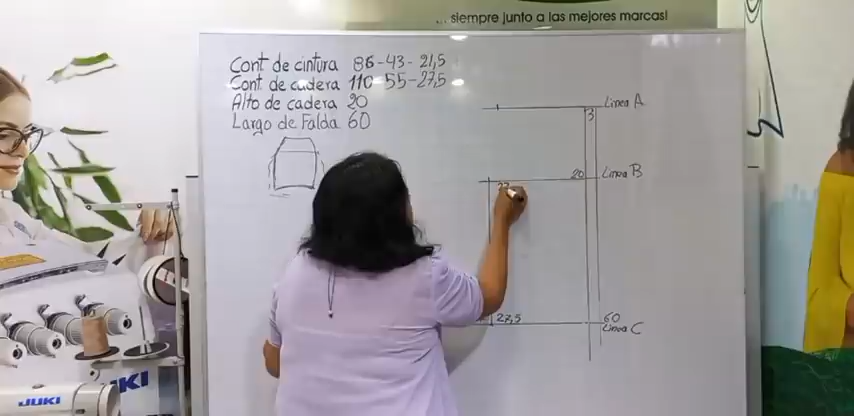 ... siempre junto a las mejores marcas!
Cont de cintura 86-43-21,5
Cont. de cadera 110-55-27,5
Alto de cadera 20
Largo de Falda 60
Linea A
3
20 Linea B
27,5
60
Linea C
JUKI
JUKI